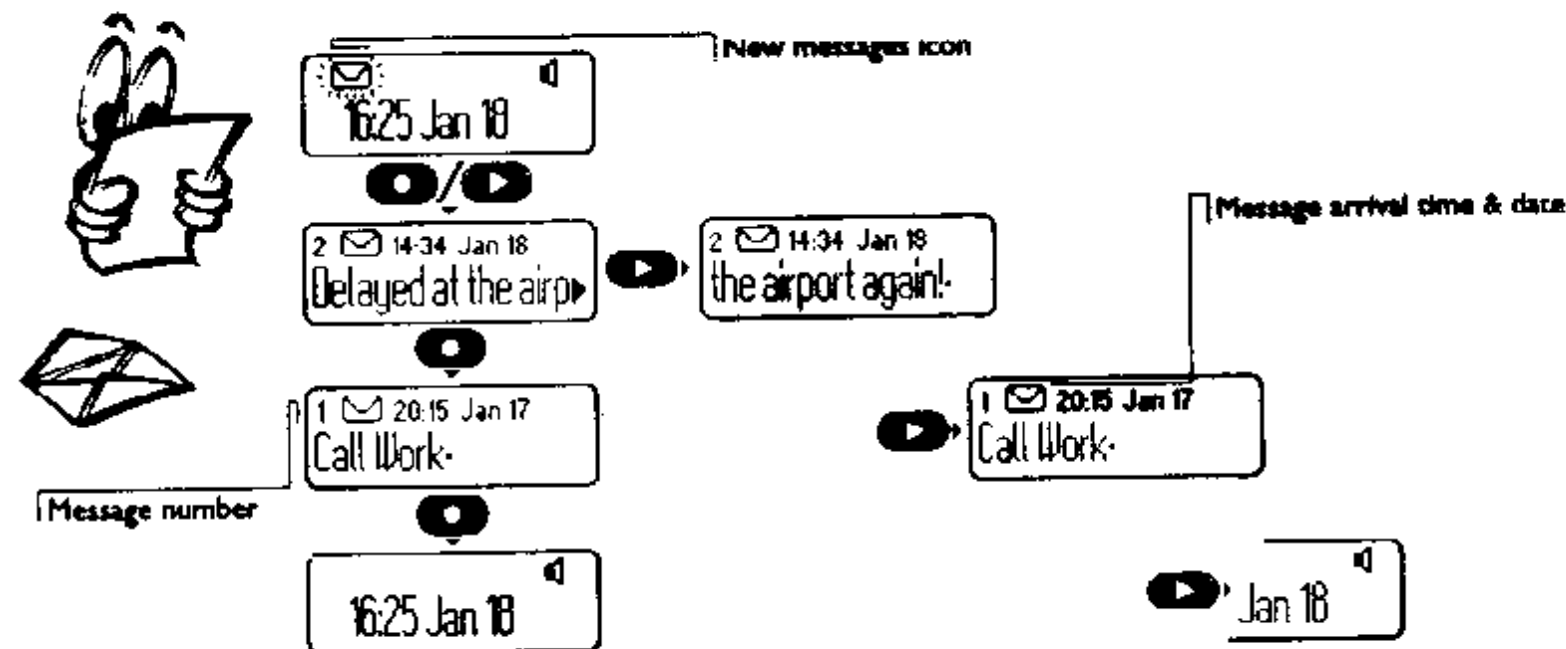 New messages icon
16:25 Jan 18
2 14:34 Jan 18
Delayed at the airp
2 14:34 Jan 18
the airport again!
Message arrival time & date
1 20:15 Jan 17
Call Work
1 20:15 Jan 17
Call Work
Message number
16:25 Jan 18
Jan 18